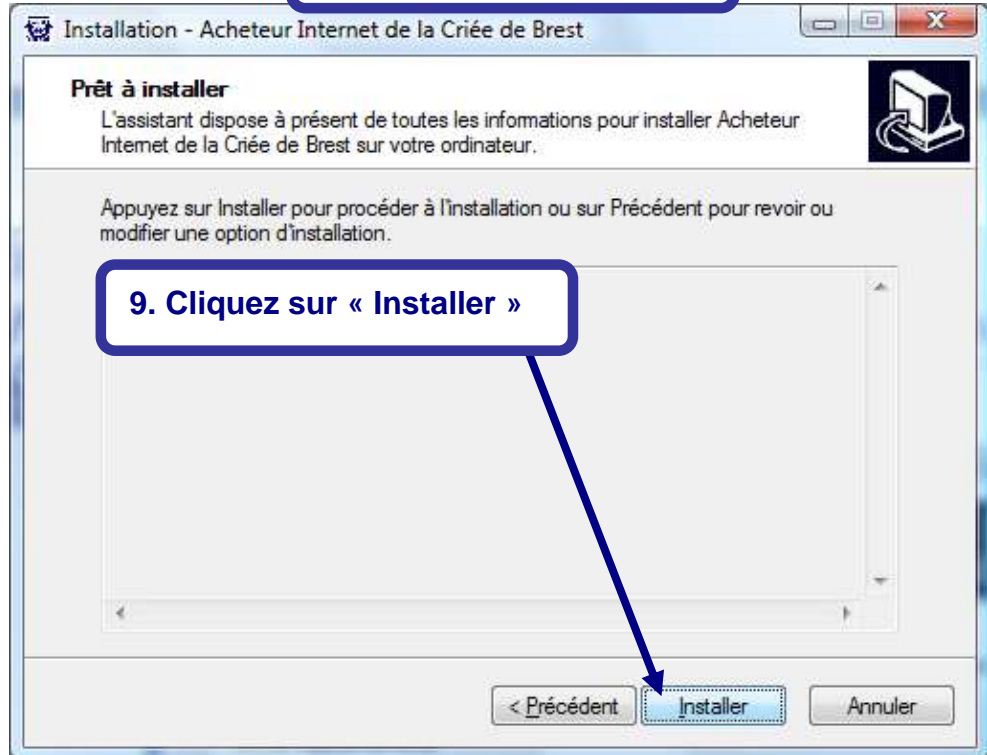 Installation - Acheteur Internet de la Criée de Brest
Prêt à installer
L'assistant dispose à présent de toutes les informations pour installer Acheteur
Internet de la Criée de Brest sur votre ordinateur.
Appuyez sur Installer pour procéder à l'installation ou sur Précédent pour revoir ou
modifier une option d'installation.
9. Cliquez sur « Installer »
< Précédent
Installer
Annuler